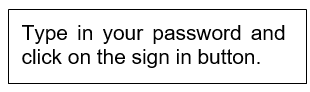 Type in your password and
click on the sign in button.